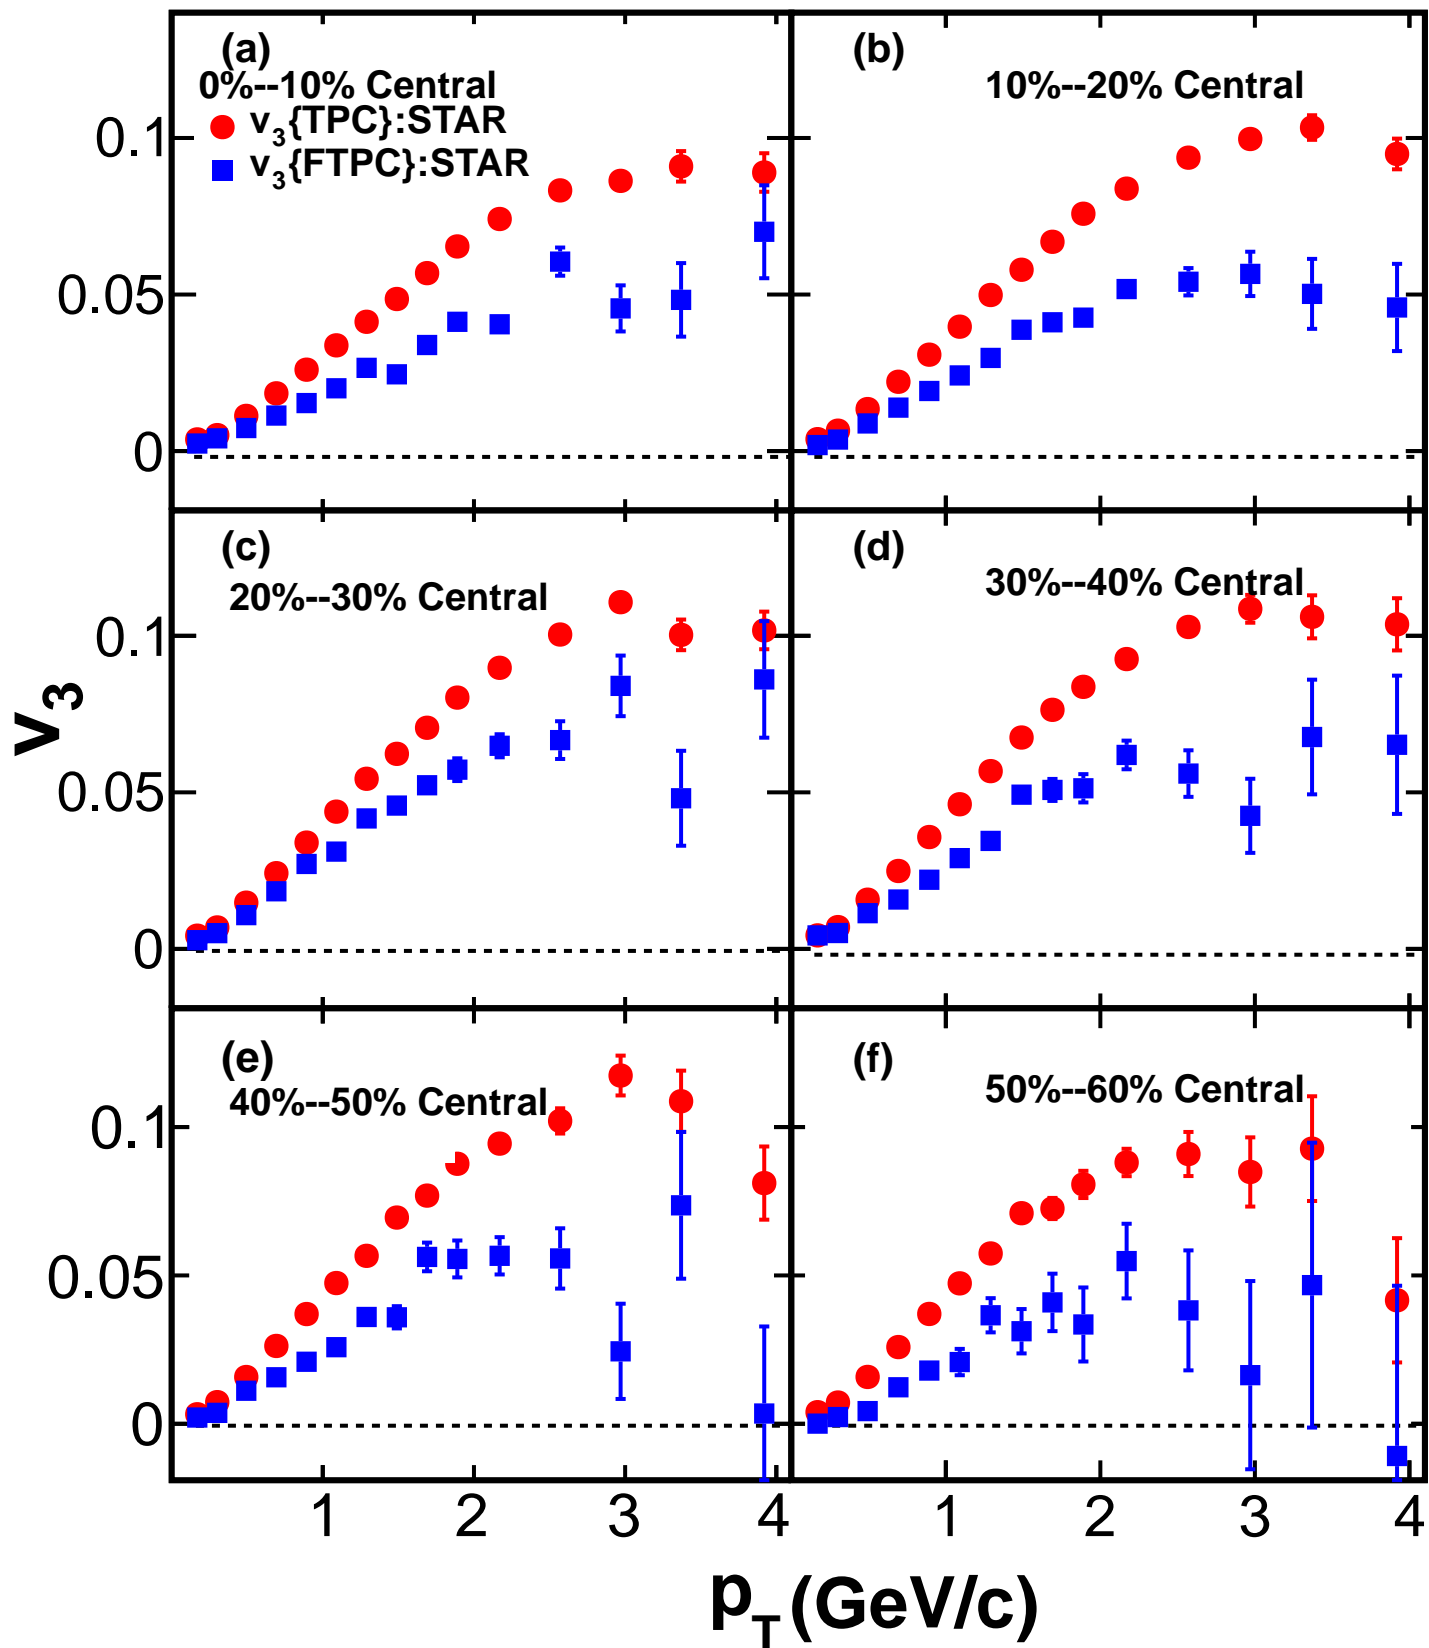 (a)
0%--10% Central
v3{TPC}:STAR
v3{FTPC}:STAR
(b)
10%--20% Central
0.1
0.05
0
(c)
20%--30% Central
(d)
30%--40% Central
0.1
0.05
0
v3
(e)
40%--50% Central
(f)
50%--60% Central
0.1
0.05
0
1 2 3 4 1 2 3 4
pT (GeV/c)